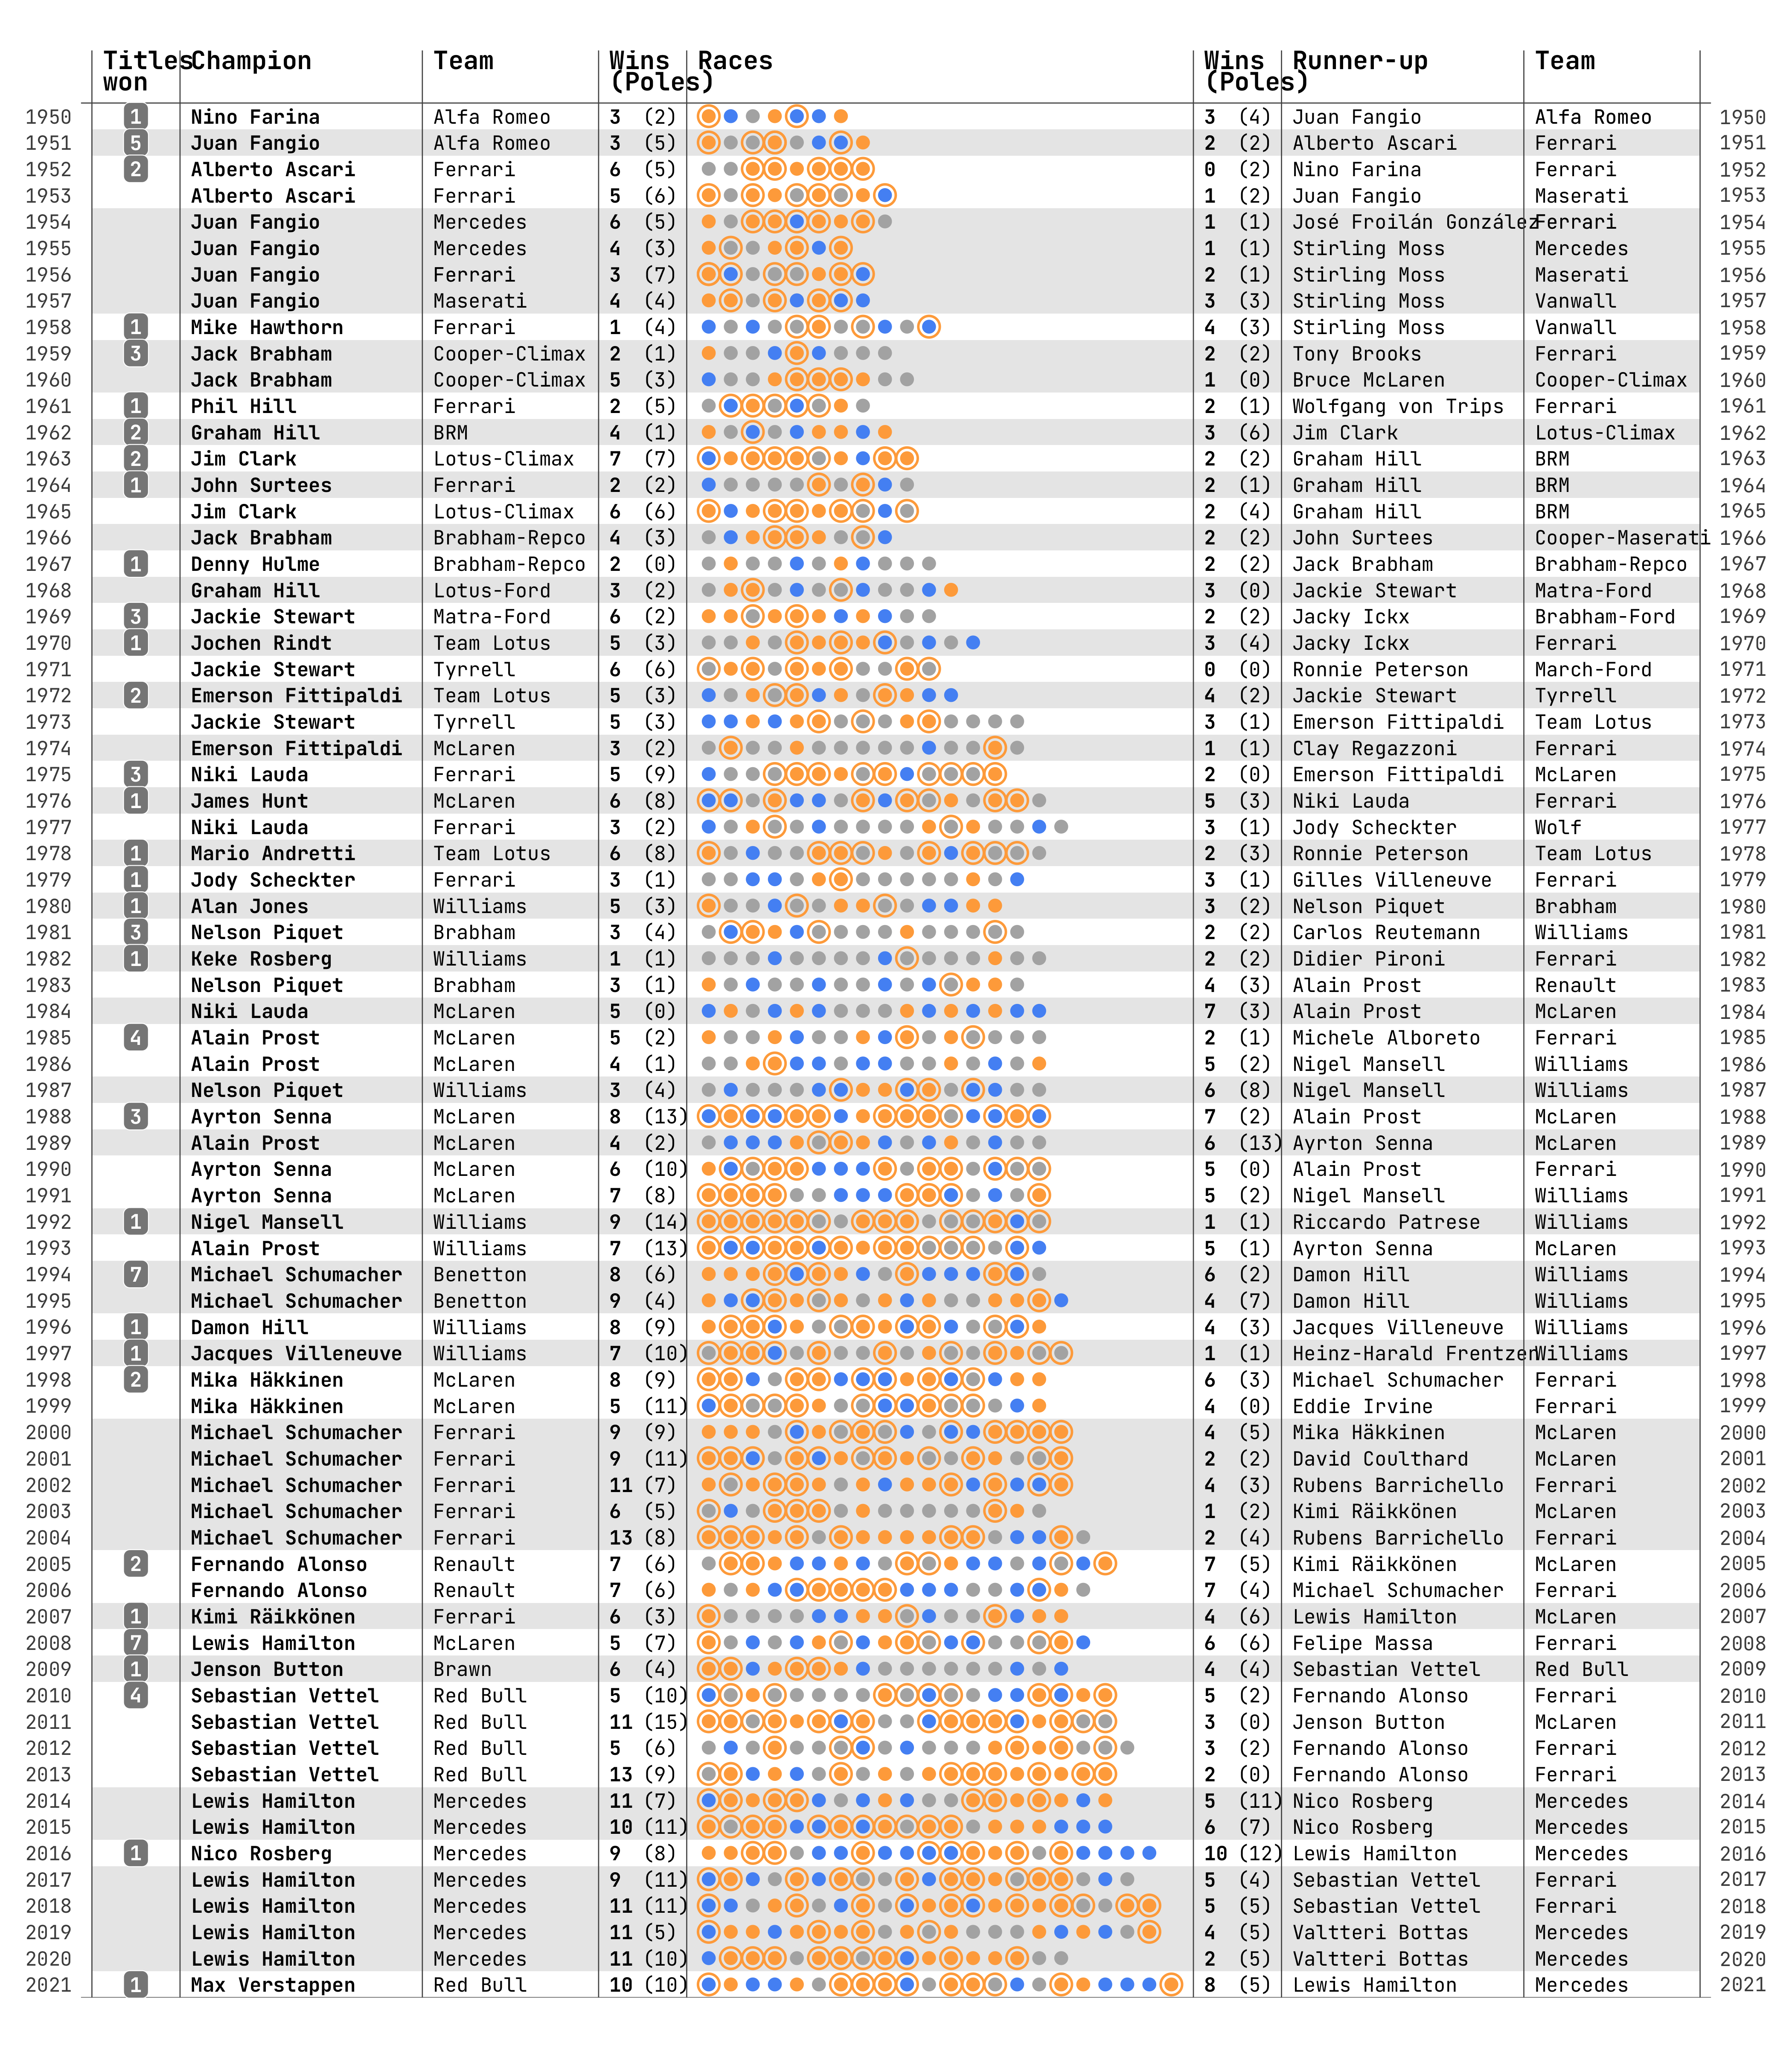 Titles won Champion Team Wins (Poles) Races Wins (Poles) Runner-up Team
1950 1 Nino Farina Alfa Romeo 3 (2) 3 (4) Juan Fangio Alfa Romeo 1950
1951 5 Juan Fangio Alfa Romeo 3 (5) 2 (2) Alberto Ascari Ferrari 1951
1952 2 Alberto Ascari Ferrari 6 (5) 0 (2) Nino Farina Ferrari 1952
1953 Alberto Ascari Ferrari 5 (6) 1 (2) Juan Fangio Maserati 1953
1954 Juan Fangio Mercedes 6 (5) 1 (1) José Froilán González Ferrari 1954
1955 Juan Fangio Mercedes 4 (3) 1 (1) Stirling Moss Mercedes 1955
1956 Juan Fangio Ferrari 3 (7) 2 (1) Stirling Moss Maserati 1956
1957 Juan Fangio Maserati 4 (4) 3 (3) Stirling Moss Vanwall 1957
1958 1 Mike Hawthorn Ferrari 1 (4) 4 (3) Stirling Moss Vanwall 1958
1959 3 Jack Brabham Cooper-Climax 2 (1) 2 (2) Tony Brooks Ferrari 1959
1960 Jack Brabham Cooper-Climax 5 (3) 1 (0) Bruce McLaren Cooper-Climax 1960
1961 1 Phil Hill Ferrari 2 (5) 2 (1) Wolfgang von Trips Ferrari 1961
1962 2 Graham Hill BRM 4 (1) 3 (6) Jim Clark Lotus-Climax 1962
1963 2 Jim Clark Lotus-Climax 7 (7) 2 (2) Graham Hill BRM 1963
1964 1 John Surtees Ferrari 2 (2) 2 (1) Graham Hill BRM 1964
1965 Jim Clark Lotus-Climax 6 (6) 2 (4) Graham Hill BRM 1965
1966 Jack Brabham Brabham-Repco 4 (3) 2 (2) John Surtees Cooper-Maserati 1966
1967 1 Denny Hulme Brabham-Repco 2 (0) 2 (2) Jack Brabham Brabham-Repco 1967
1968 Graham Hill Lotus-Ford 3 (2) 3 (0) Jackie Stewart Matra-Ford 1968
1969 3 Jackie Stewart Matra-Ford 6 (2) 2 (2) Jacky Ickx Brabham-Ford 1969
1970 1 Jochen Rindt Team Lotus 5 (3) 3 (4) Jacky Ickx Ferrari 1970
1971 Jackie Stewart Tyrrell 6 (6) 0 (0) Ronnie Peterson March-Ford 1971
1972 2 Emerson Fittipaldi Team Lotus 5 (3) 4 (2) Jackie Stewart Tyrrell 1972
1973 Jackie Stewart Tyrrell 5 (3) 3 (1) Emerson Fittipaldi Team Lotus 1973
1974 Emerson Fittipaldi McLaren 3 (2) 1 (1) Clay Regazzoni Ferrari 1974
1975 3 Niki Lauda Ferrari 5 (9) 2 (0) Emerson Fittipaldi McLaren 1975
1976 1 James Hunt McLaren 6 (8) 5 (3) Niki Lauda Ferrari 1976
1977 Niki Lauda Ferrari 3 (2) 3 (1) Jody Scheckter Wolf 1977
1978 1 Mario Andretti Team Lotus 6 (8) 2 (3) Ronnie Peterson Team Lotus 1978
1979 1 Jody Scheckter Ferrari 3 (1) 3 (1) Gilles Villeneuve Ferrari 1979
1980 1 Alan Jones Williams 5 (3) 3 (2) Nelson Piquet Brabham 1980
1981 3 Nelson Piquet Brabham 3 (4) 2 (2) Carlos Reutemann Williams 1981
1982 1 Keke Rosberg Williams 1 (1) 2 (2) Didier Pironi Ferrari 1982
1983 Nelson Piquet Brabham 3 (1) 4 (3) Alain Prost Renault 1983
1984 Niki Lauda McLaren 5 (0) 7 (3) Alain Prost McLaren 1984
1985 4 Alain Prost McLaren 5 (2) 2 (1) Michele Alboreto Ferrari 1985
1986 Alain Prost McLaren 4 (1) 5 (2) Nigel Mansell Williams 1986
1987 Nelson Piquet Williams 3 (4) 6 (8) Nigel Mansell Williams 1987
1988 3 Ayrton Senna McLaren 8 (13) 7 (2) Alain Prost McLaren 1988
1989 Alain Prost McLaren 4 (2) 6 (13) Ayrton Senna McLaren 1989
1990 Ayrton Senna McLaren 6 (10) 5 (0) Alain Prost Ferrari 1990
1991 Ayrton Senna McLaren 7 (8) 5 (2) Nigel Mansell Williams 1991
1992 1 Nigel Mansell Williams 9 (14) 1 (1) Riccardo Patrese Williams 1992
1993 Alain Prost Williams 7 (13) 5 (1) Ayrton Senna McLaren 1993
1994 7 Michael Schumacher Benetton 8 (6) 6 (2) Damon Hill Williams 1994
1995 Michael Schumacher Benetton 9 (4) 4 (7) Damon Hill Williams 1995
1996 1 Damon Hill Williams 8 (9) 4 (3) Jacques Villeneuve Williams 1996
1997 1 Jacques Villeneuve Williams 7 (10) 1 (1) Heinz-Harald Frentzen Williams 1997
1998 2 Mika Häkkinen McLaren 8 (9) 6 (3) Michael Schumacher Ferrari 1998
1999 Mika Häkkinen McLaren 5 (11) 4 (0) Eddie Irvine Ferrari 1999
2000 Michael Schumacher Ferrari 9 (9) 4 (5) Mika Häkkinen McLaren 2000
2001 Michael Schumacher Ferrari 9 (11) 2 (2) David Coulthard McLaren 2001
2002 Michael Schumacher Ferrari 11 (7) 4 (3) Rubens Barrichello Ferrari 2002
2003 Michael Schumacher Ferrari 6 (5) 1 (2) Kimi Räikkönen McLaren 2003
2004 Michael Schumacher Ferrari 13 (8) 2 (4) Rubens Barrichello Ferrari 2004
2005 2 Fernando Alonso Renault 7 (6) 7 (5) Kimi Räikkönen McLaren 2005
2006 Fernando Alonso Renault 7 (6) 7 (4) Michael Schumacher Ferrari 2006
2007 1 Kimi Räikkönen Ferrari 6 (3) 4 (6) Lewis Hamilton McLaren 2007
2008 7 Lewis Hamilton McLaren 5 (7) 6 (6) Felipe Massa Ferrari 2008
2009 1 Jenson Button Brawn 6 (4) 4 (4) Sebastian Vettel Red Bull 2009
2010 4 Sebastian Vettel Red Bull 5 (10) 5 (2) Fernando Alonso Ferrari 2010
2011 Sebastian Vettel Red Bull 11 (15) 3 (0) Jenson Button McLaren 2011
2012 Sebastian Vettel Red Bull 5 (6) 3 (2) Fernando Alonso Ferrari 2012
2013 Sebastian Vettel Red Bull 13 (9) 2 (0) Fernando Alonso Ferrari 2013
2014 Lewis Hamilton Mercedes 11 (7) 5 (11) Nico Rosberg Mercedes 2014
2015 Lewis Hamilton Mercedes 10 (11) 6 (7) Nico Rosberg Mercedes 2015
2016 1 Nico Rosberg Mercedes 9 (8) 10 (12) Lewis Hamilton Mercedes 2016
2017 Lewis Hamilton Mercedes 9 (11) 5 (4) Sebastian Vettel Ferrari 2017
2018 Lewis Hamilton Mercedes 11 (11) 5 (5) Sebastian Vettel Ferrari 2018
2019 Lewis Hamilton Mercedes 11 (5) 4 (5) Valtteri Bottas Mercedes 2019
2020 Lewis Hamilton Mercedes 11 (10) 2 (5) Valtteri Bottas Mercedes 2020
2021 1 Max Verstappen Red Bull 10 (10) 8 (5) Lewis Hamilton Mercedes 2021